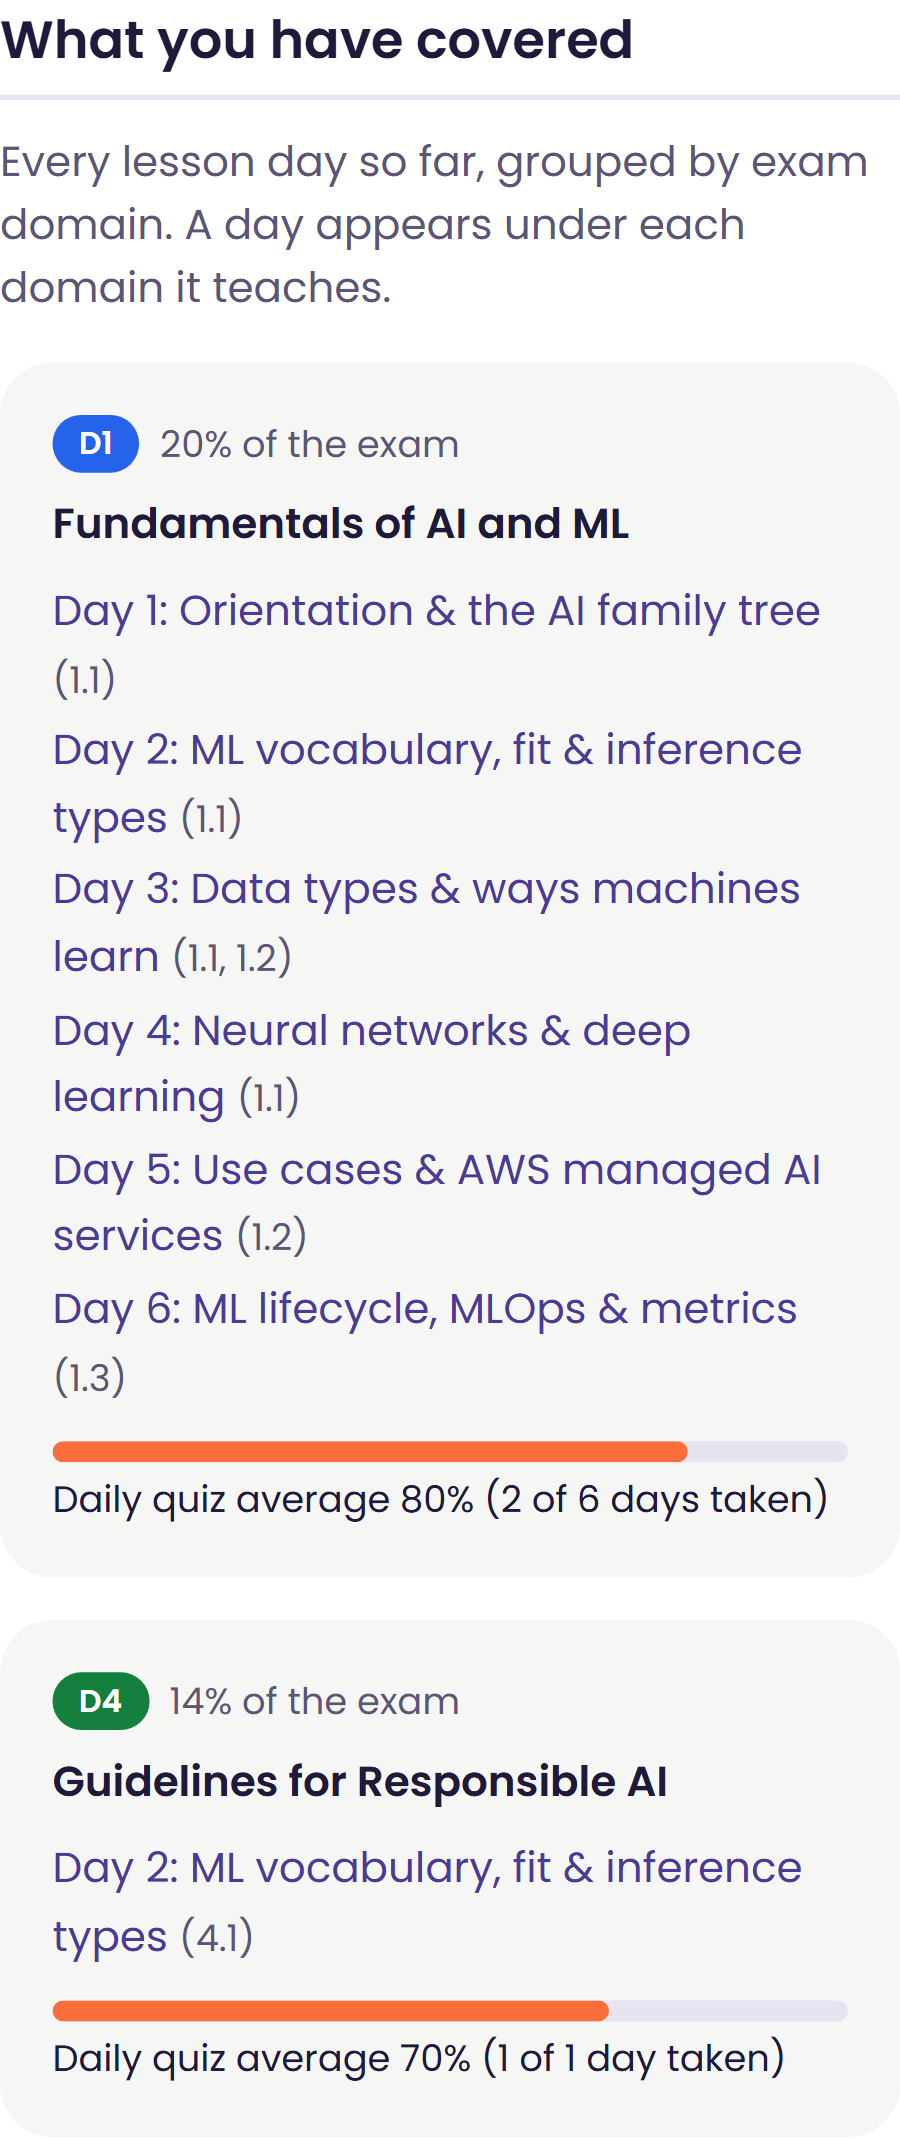 What you have covered
Every lesson day so far, grouped by exam
domain. A day appears under each
domain it teaches.
D1 20% of the exam
Fundamentals of AI and ML
Day 1: Orientation & the AI family tree
(1.1)
Day 2: ML vocabulary, fit & inference
types (1.1)
Day 3: Data types & ways machines
learn (1.1, 1.2)
Day 4: Neural networks & deep
learning (1.1)
Day 5: Use cases & AWS managed AI
services (1.2)
Day 6: ML lifecycle, MLOps & metrics
(1.3)
Daily quiz average 80% (2 of 6 days taken)
D4 14% of the exam
Guidelines for Responsible AI
Day 2: ML vocabulary, fit & inference
types (4.1)
Daily quiz average 70% (1 of 1 day taken)